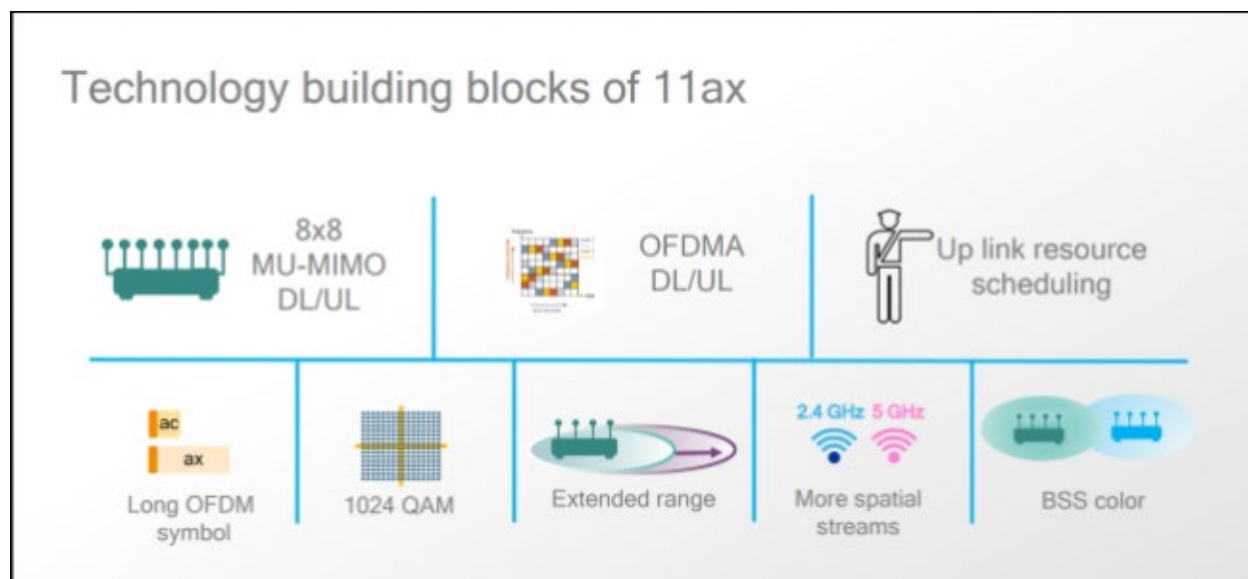 Technology building blocks of 11ax
8x8
MU-MIMO
DL/UL
OFDMA
DL/UL
Up link resource
scheduling
ac
ax
Long OFDM
symbol
1024 QAM
Extended range
2.4 GHz 5 GHz
More spatial
streams
BSS color